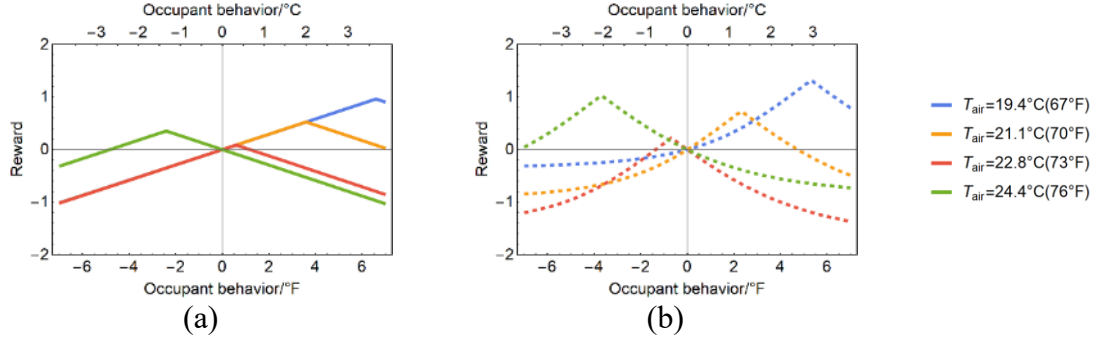 Occupant behavior/°C
−3 −2 −1 0 1 2 3
2
1
0
−1
−2
Reward
−6 −4 −2 0 2 4 6
Occupant behavior/°F
(a)
Occupant behavior/°C
−3 −2 −1 0 1 2 3
2
1
0
−1
−2
Reward
−6 −4 −2 0 2 4 6
Occupant behavior/°F
(b)
Tair=19.4°C(67°F)
Tair=21.1°C(70°F)
Tair=22.8°C(73°F)
Tair=24.4°C(76°F)